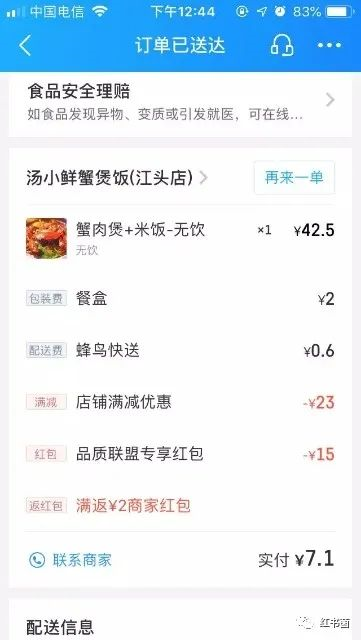 中国电信 下午12:44 83%
订单已送达
食品安全理赔
如食品发现异物、变质或引发就医，可在线...
汤小鲜蟹煲饭(江头店) 再来一单
蟹肉煲+米饭-无饮 ×1 ¥42.5
无饮
包装费 餐盒 ¥2
配送费 蜂鸟快送 ¥0.6
满减 店铺满减优惠 -¥23
红包 品质联盟专享红包 -¥15
返红包 满返¥2商家红包
联系商家 实付 ¥7.1
配送信息
红书画